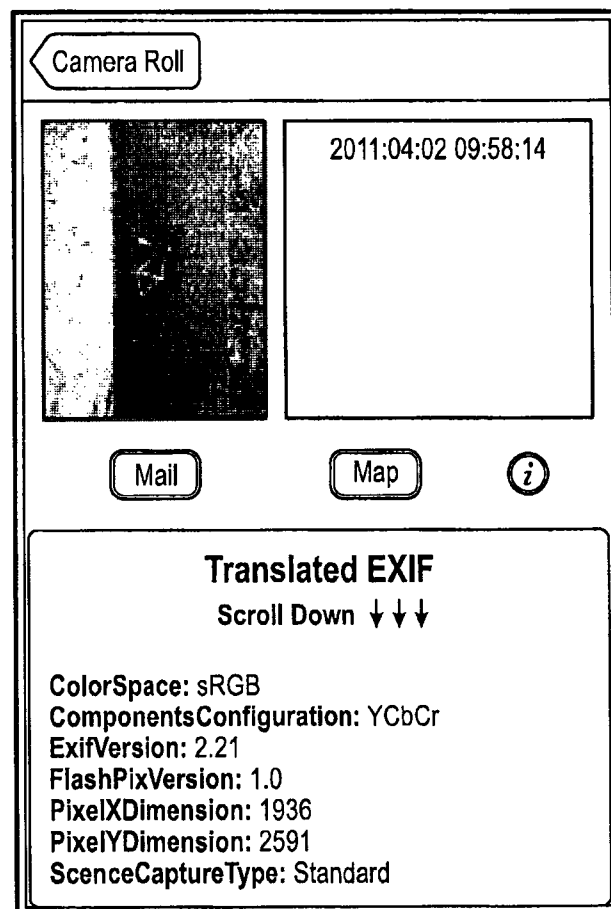 Camera Roll
2011:04:02 09:58:14
Mail
Map
i
Translated EXIF
Scroll Down ↓↓↓
ColorSpace: sRGB
ComponentsConfiguration: YCbCr
ExifVersion: 2.21
FlashPixVersion: 1.0
PixelXDimension: 1936
PixelYDimension: 2591
ScenceCaptureType: Standard